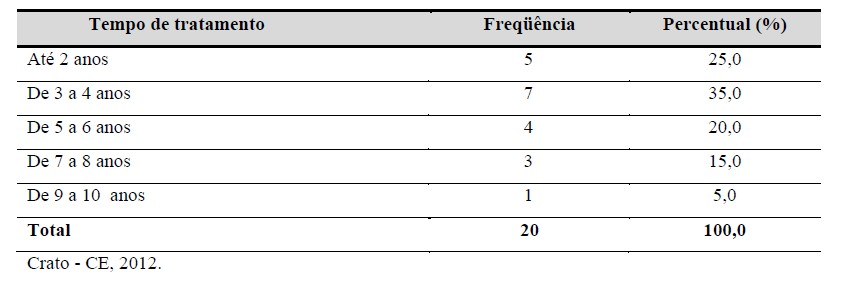 Tempo de tratamento Freqüência Percentual (%)
Até 2 anos 5 25,0
De 3 a 4 anos 7 35,0
De 5 a 6 anos 4 20,0
De 7 a 8 anos 3 15,0
De 9 a 10 anos 1 5,0
Total 20 100,0
Crato - CE, 2012.